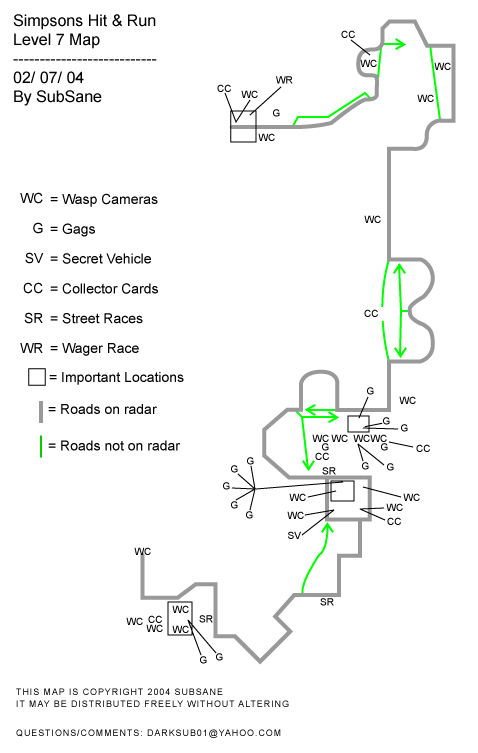 Simpsons Hit & Run
Level 7 Map
----------------------------
02/ 07/ 04
By SubSane
CC
WC
WC
WC
CC
WC
WR
G
WC
WC
WC = Wasp Cameras
G = Gags
SV = Secret Vehicle
CC = Collector Cards
SR = Street Races
WR = Wager Race
= Important Locations
= Roads on radar
= Roads not on radar
WC
CC
G
WC
G
G
WC WC WCWC
G
G
CC
CC
G
G
SR
G
G
G
G
G
WC
WC
WC
WC
CC
SV
WC
SR
WC
SR
WC
CC
WC
WC
G
G
THIS MAP IS COPYRIGHT 2004 SUBSANE
IT MAY BE DISTRIBUTED FREELY WITHOUT ALTERING
QUESTIONS/COMMENTS: DARKSUB01@YAHOO.COM